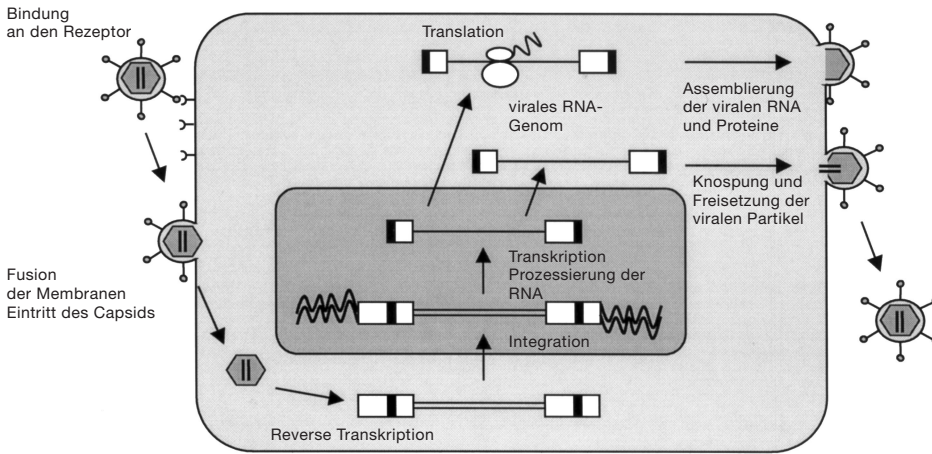 Bindung
an den Rezeptor
Translation
virales RNA-
Genom
Assemblierung
der viralen RNA
und Proteine
Knospung und
Freisetzung der
viralen Partikel
Transkription
Prozessierung der
RNA
Fusion
der Membranen
Eintritt des Capsids
Integration
Reverse Transkription